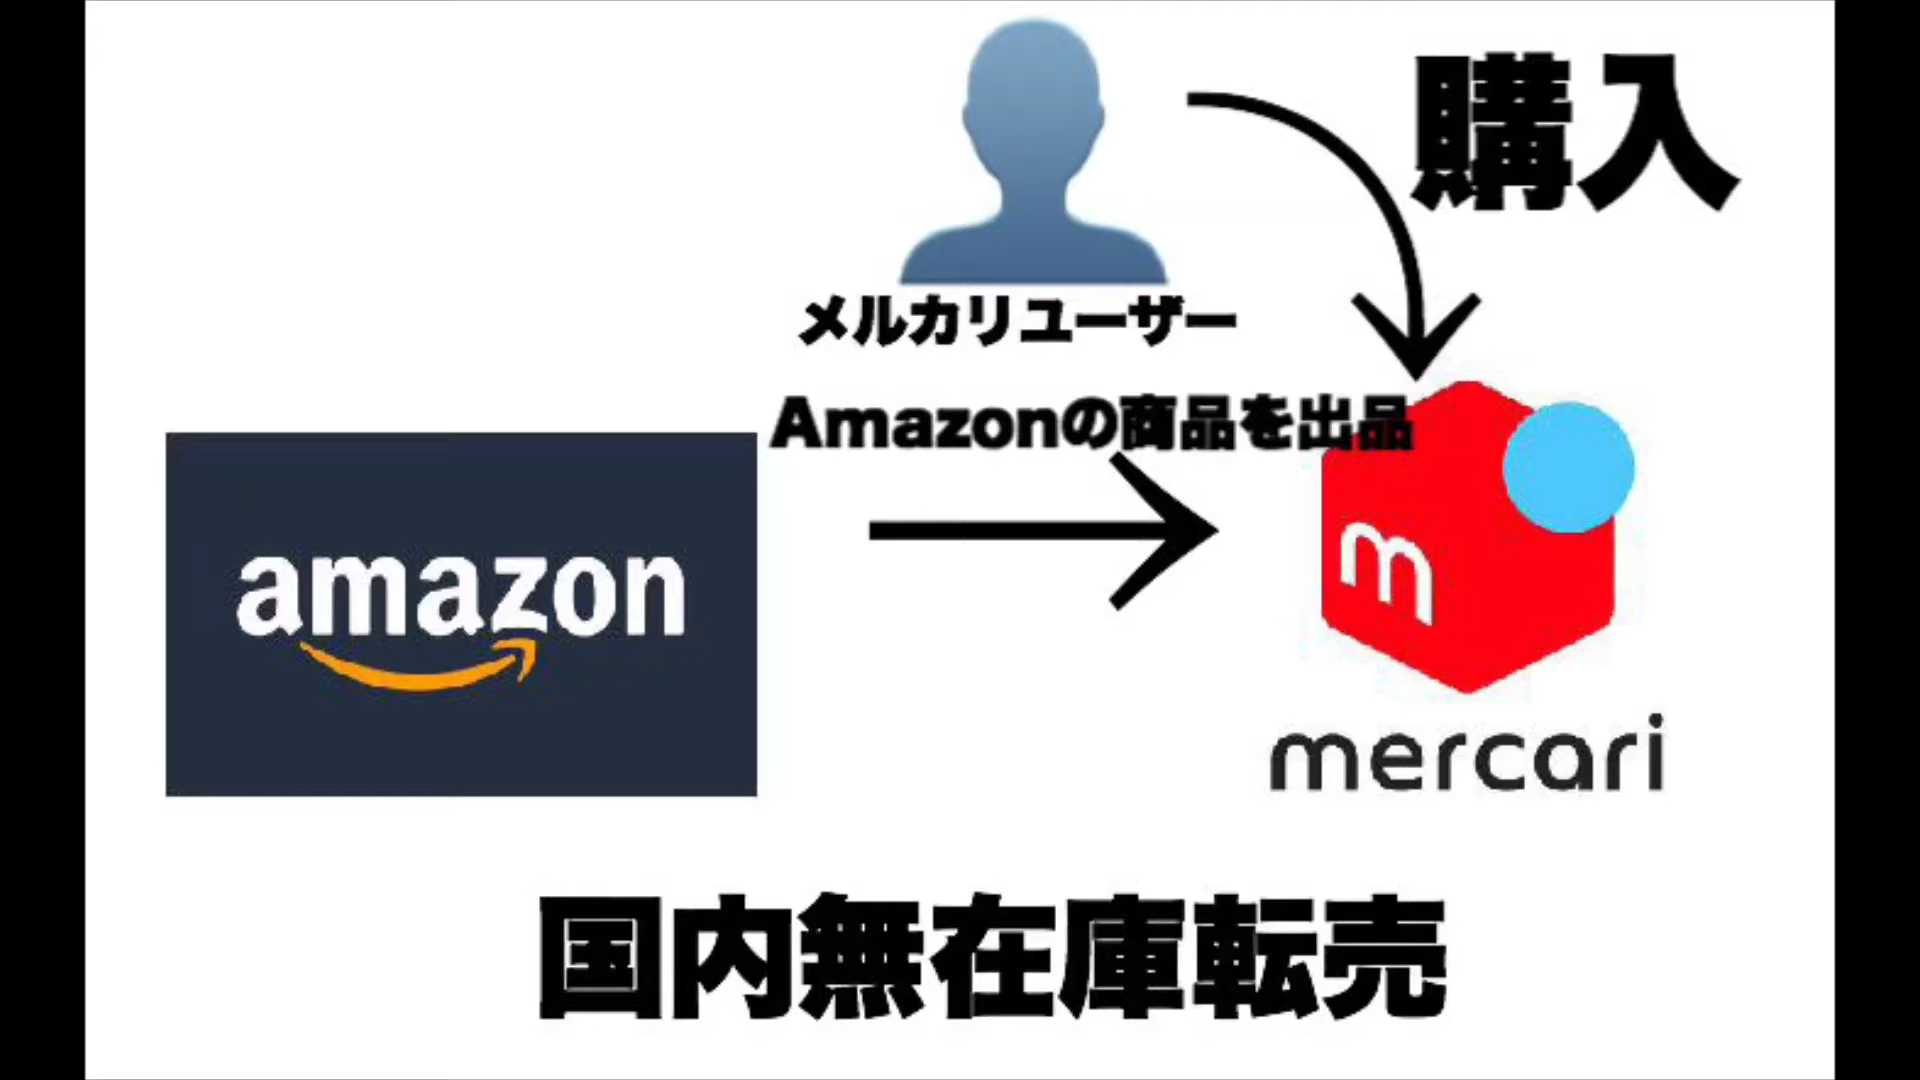 購入
メルカリユーザー
Amazonの商品を出品
amazon
m
mercari
国内無在庫転売